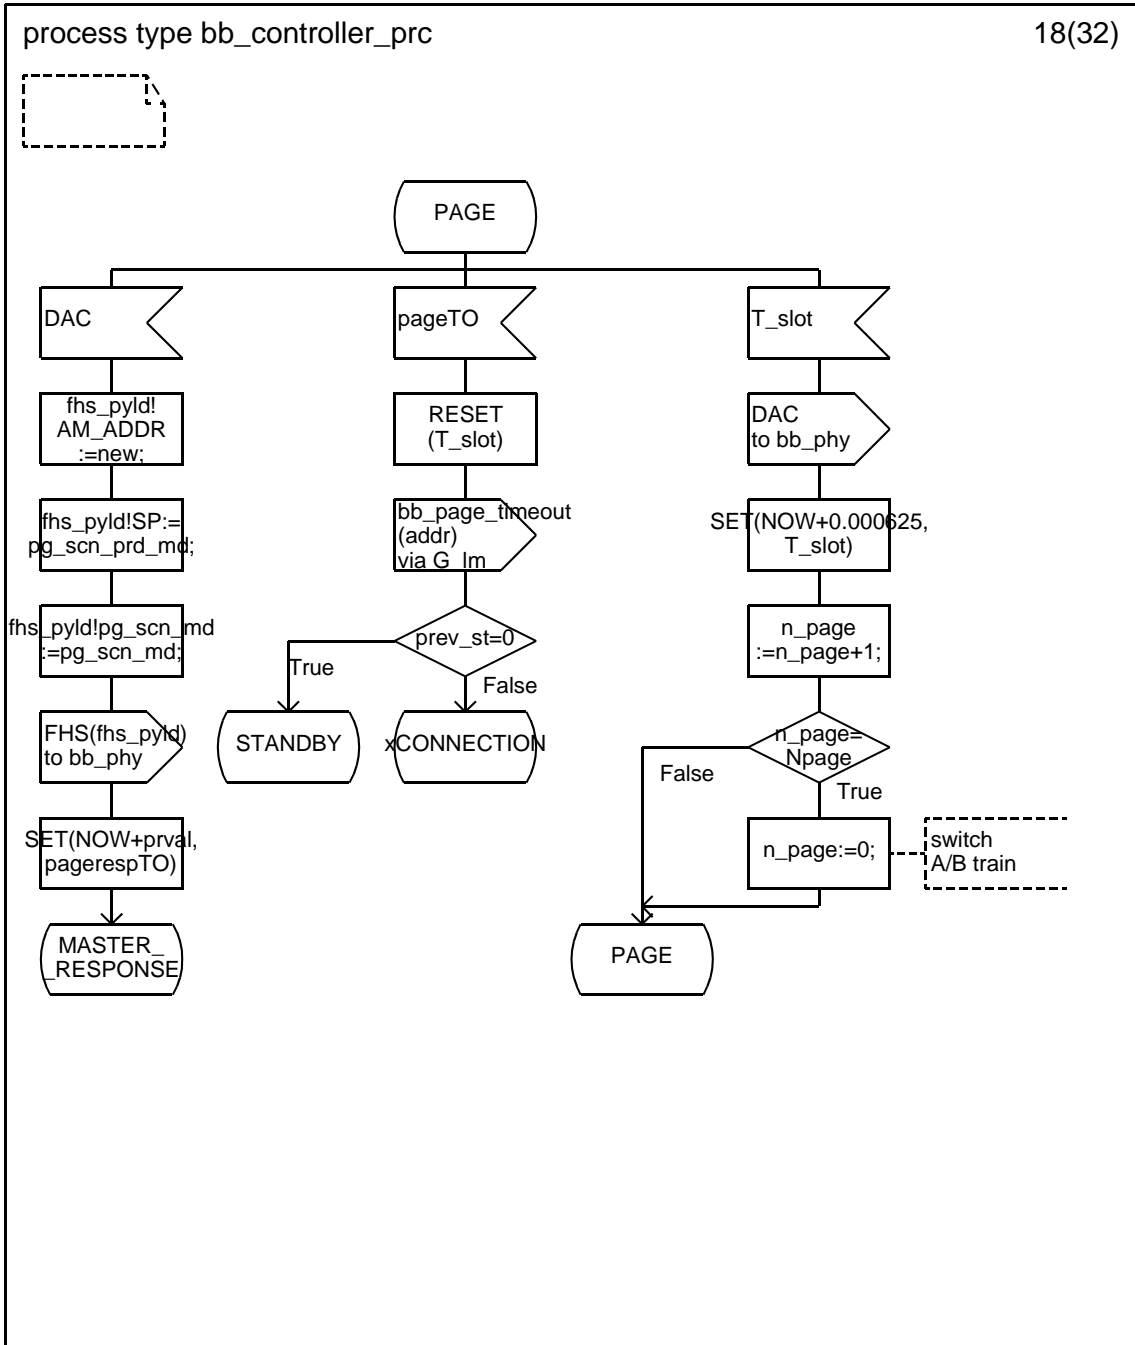 process type bb_controller_prc
18(32)
PAGE
DAC
fhs_pyld!
AM_ADDR
:=new;
fhs_pyld!SP:=
pg_scn_prd_md;
fhs_pyld!pg_scn_md
:=pg_scn_md;
FHS(fhs_pyld)
to bb_phy
SET(NOW+prval,
pagerespTO)
MASTER_
_RESPONSE
pageTO
RESET
(T_slot)
bb_page_timeout
(addr)
via G_lm
prev_st=0
True
False
STANDBY
xCONNECTION
T_slot
DAC
to bb_phy
SET(NOW+0.000625,
T_slot)
n_page
:=n_page+1;
n_page=
Npage
False
True
n_page:=0;
switch
A/B train
PAGE